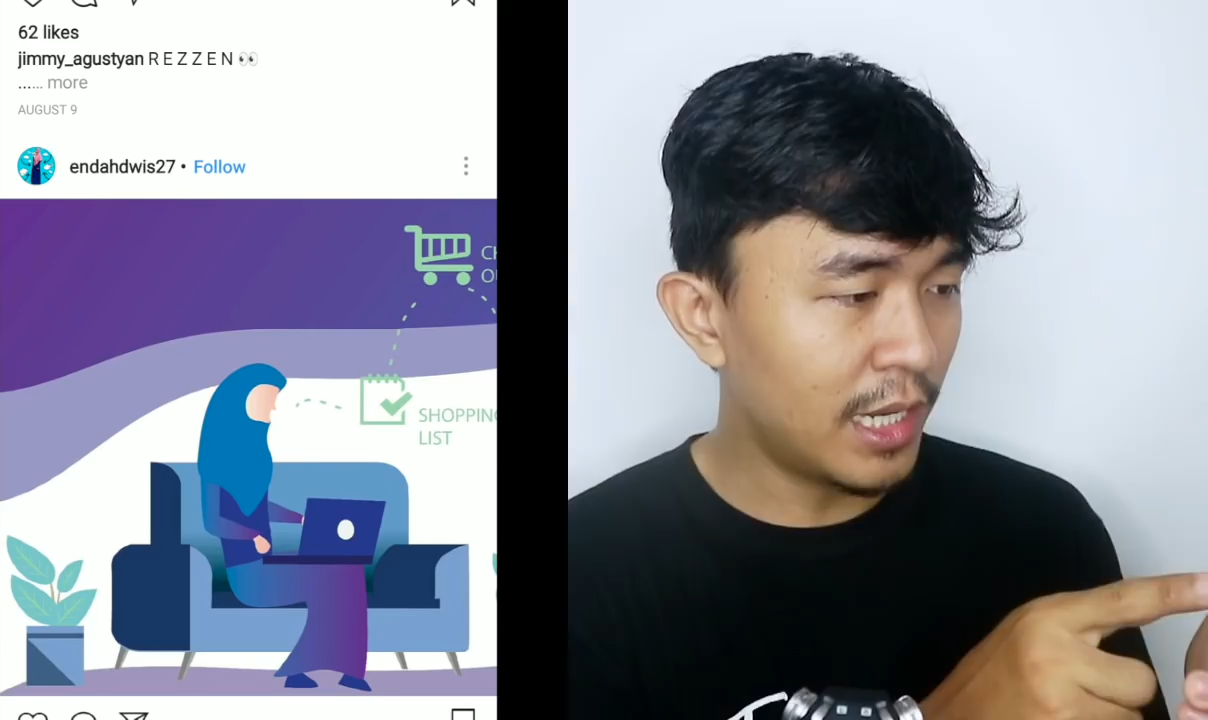 62 likes
jimmy_agustyan R E Z Z E N 👀
...... more
AUGUST 9
endahdwis27 • Follow
SHOPPING
LIST